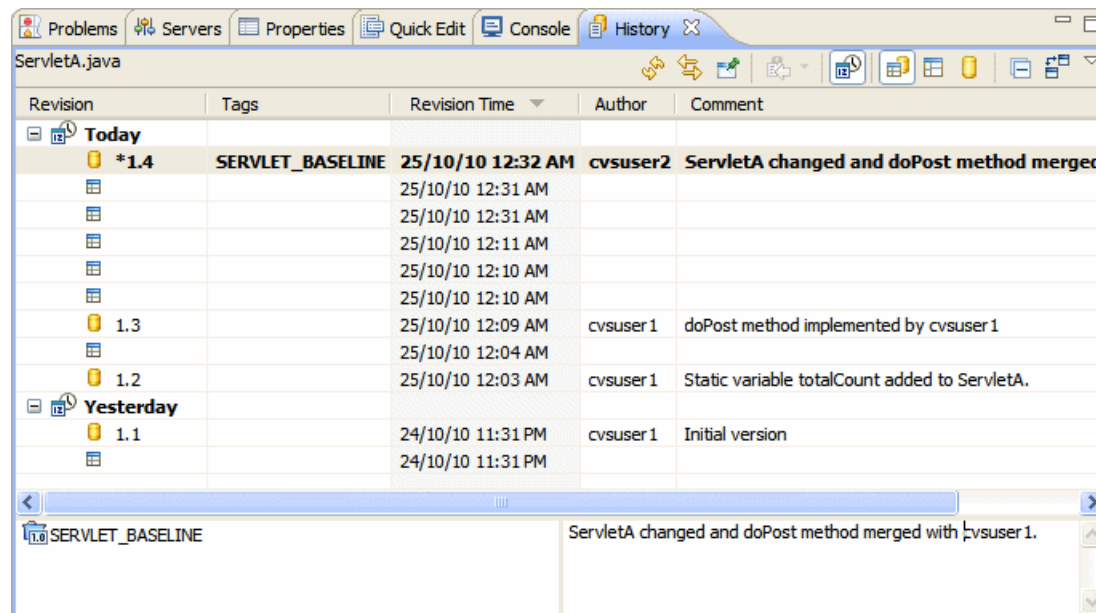 Problems Servers Properties Quick Edit Console History
ServletA.java
Revision Tags Revision Time Author Comment
Today
*1.4 SERVLET_BASELINE 25/10/10 12:32 AM cvsuser2 ServletA changed and doPost method merged
25/10/10 12:31 AM
25/10/10 12:31 AM
25/10/10 12:11 AM
25/10/10 12:10 AM
25/10/10 12:10 AM
1.3 25/10/10 12:09 AM cvsuser1 doPost method implemented by cvsuser1
25/10/10 12:04 AM
1.2 25/10/10 12:03 AM cvsuser1 Static variable totalCount added to ServletA.
Yesterday
1.1 24/10/10 11:31 PM cvsuser1 Initial version
24/10/10 11:31 PM
1.0 SERVLET_BASELINE ServletA changed and doPost method merged with cvsuser1.